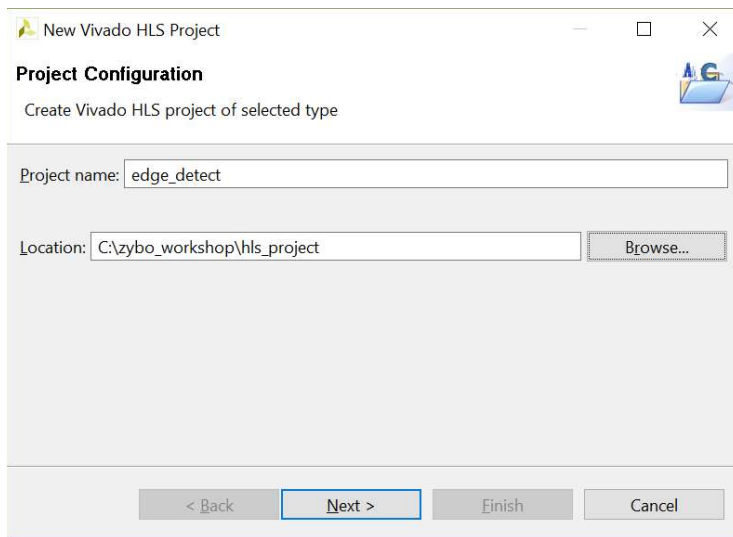 New Vivado HLS Project
Project Configuration
Create Vivado HLS project of selected type
Project name: edge_detect
Location: C:\zybo_workshop\hls_project Browse...
< Back Next > Finish Cancel